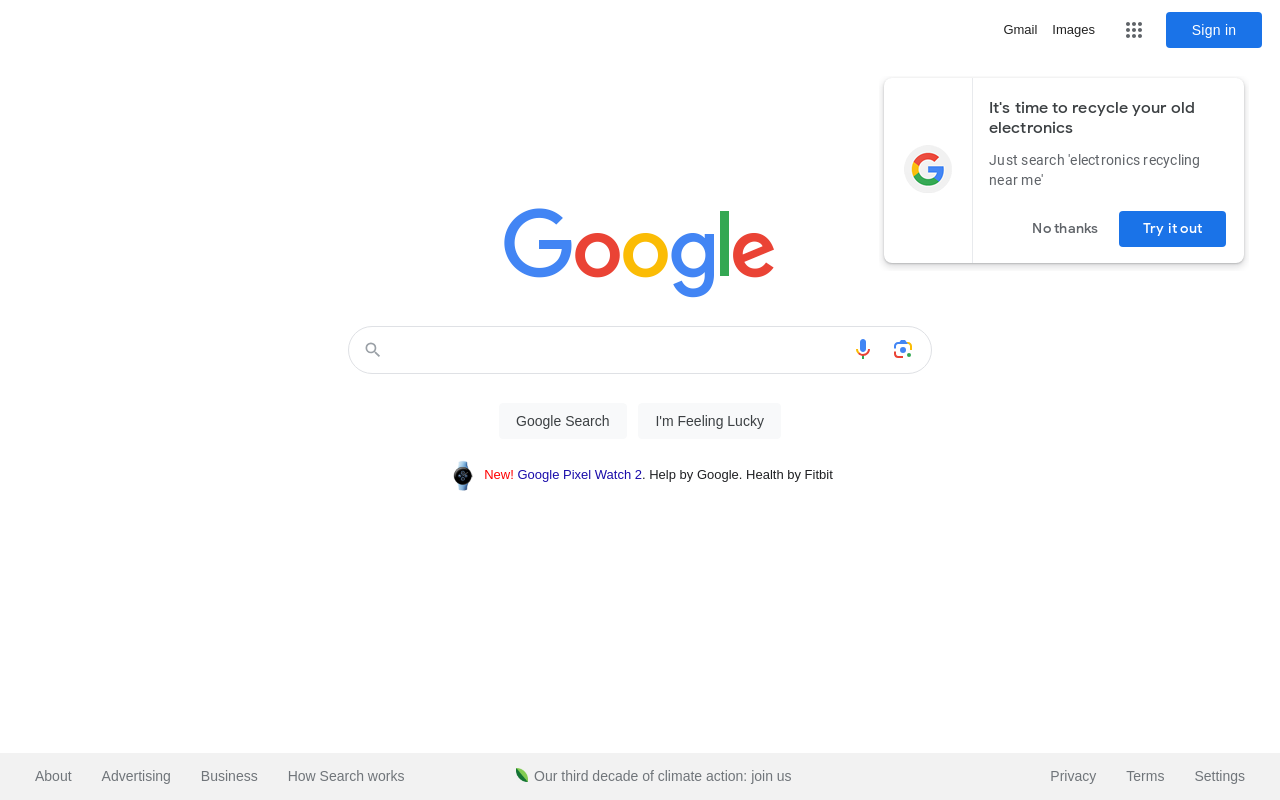 Gmail Images Sign in
It's time to recycle your old
electronics
Just search 'electronics recycling
near me'
No thanks Try it out
Google
Google Search I'm Feeling Lucky
New! Google Pixel Watch 2. Help by Google. Health by Fitbit
About Advertising Business How Search works Our third decade of climate action: join us Privacy Terms Settings